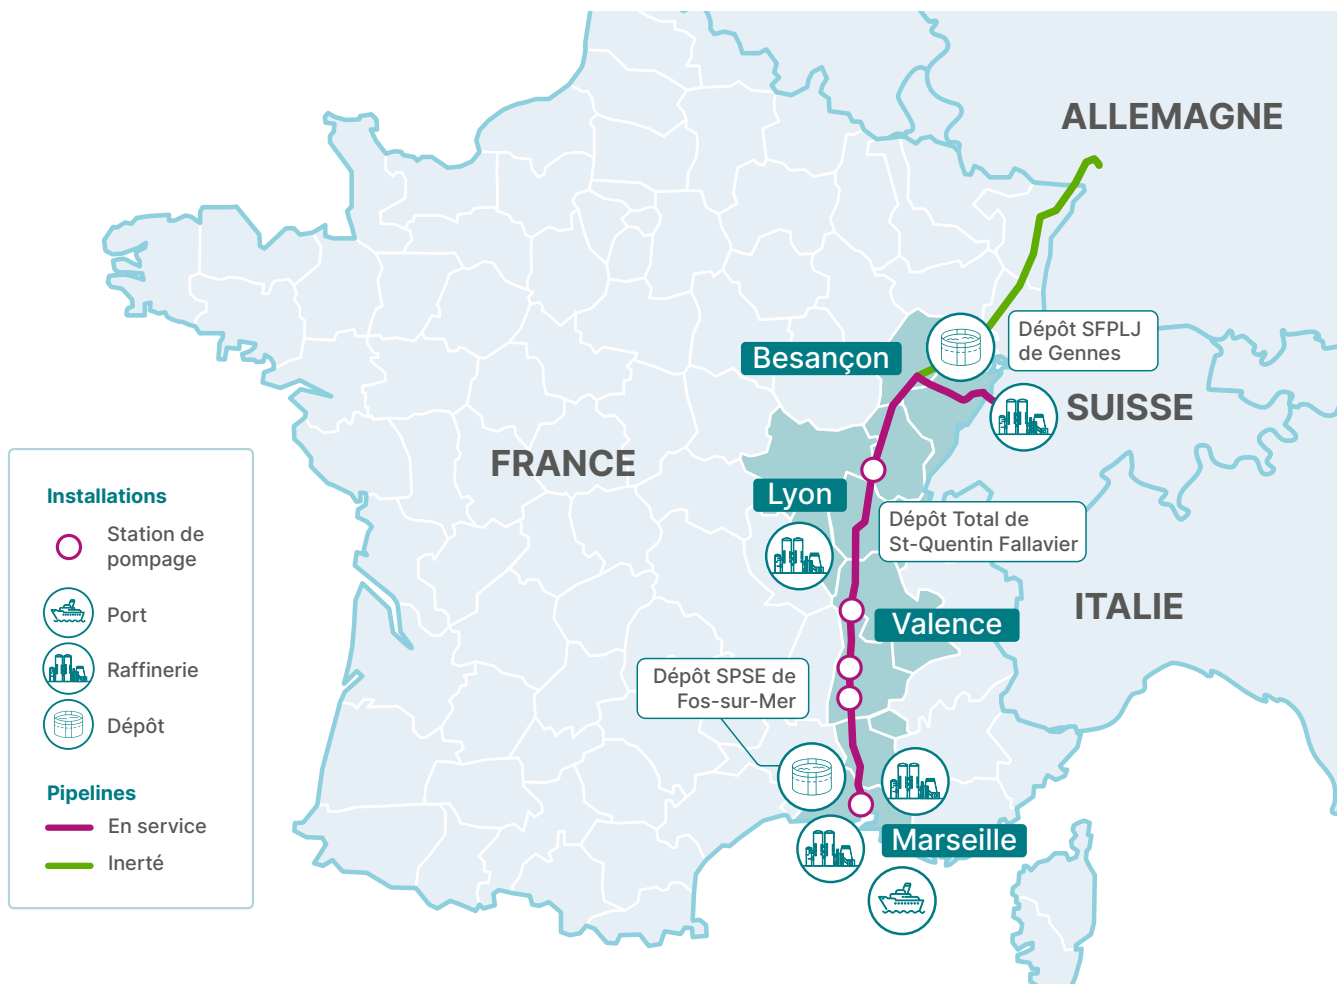 ALLEMAGNE
Dépôt SFPLJ
de Gennes
Besançon
SUISSE
FRANCE
Lyon
Dépôt Total de
St-Quentin Fallavier
ITALIE
Valence
Dépôt SPSE de
Fos-sur-Mer
Marseille
Installations
Station de
pompage
Port
Raffinerie
Dépôt
Pipelines
En service
Inerté